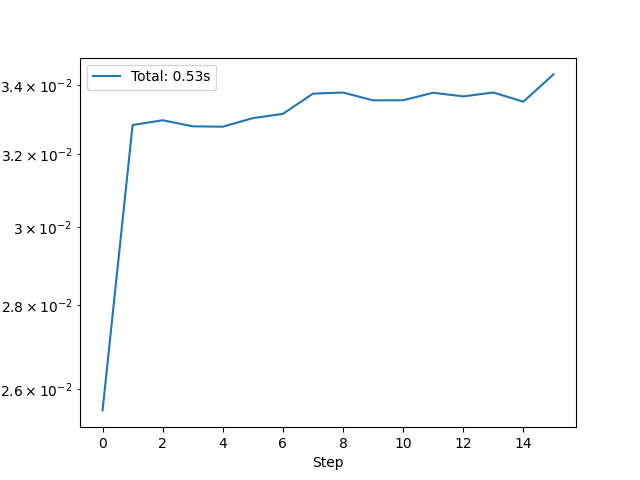 Total: 0.53s
3.4 × 10⁻²
3.2 × 10⁻²
3 × 10⁻²
2.8 × 10⁻²
2.6 × 10⁻²
0 2 4 6 8 10 12 14
Step